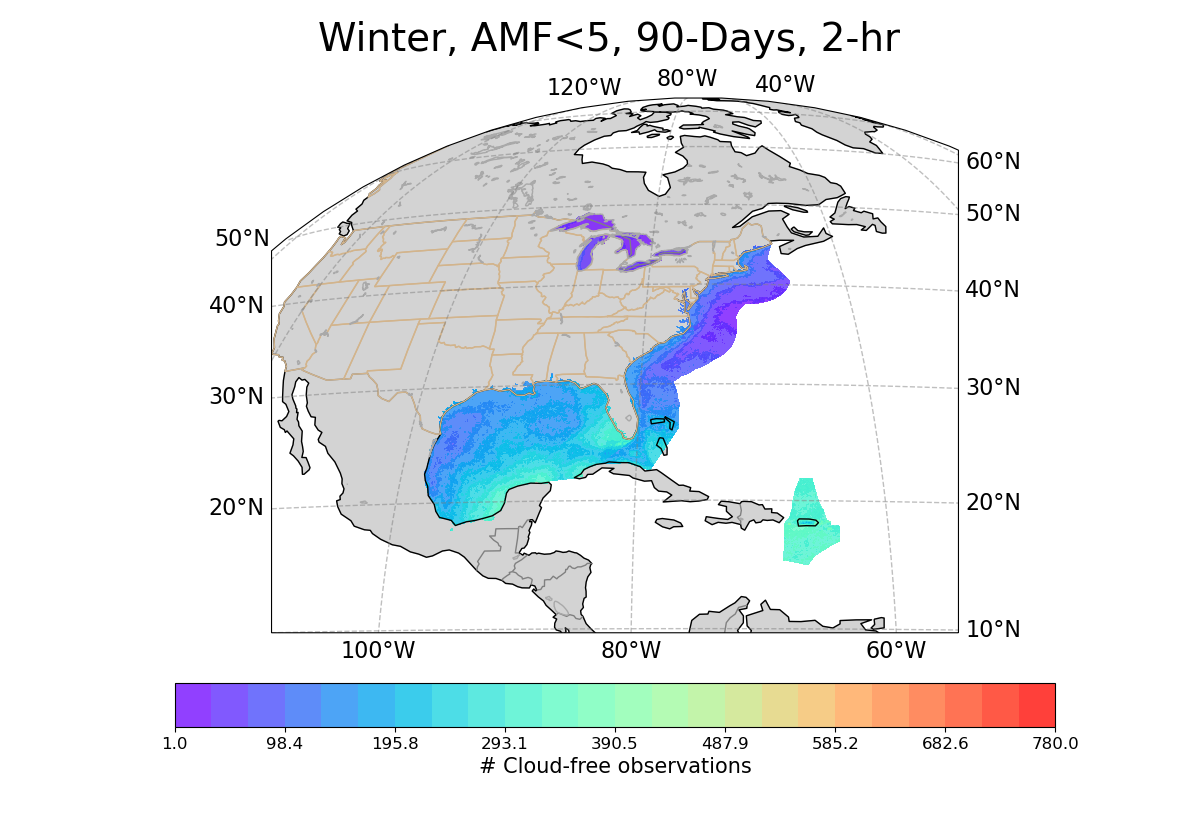 Winter, AMF<5, 90-Days, 2-hr
120°W 80°W 40°W
60°N
50°N
50°N
40°N
40°N
30°N
30°N
20°N
20°N
10°N
100°W 80°W 60°W
1.0 98.4 195.8 293.1 390.5 487.9 585.2 682.6 780.0
# Cloud-free observations